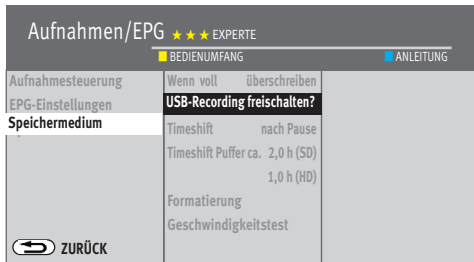 Aufnahmen/EPG ★★★ EXPERTE
BEDIENUMFANG
ANLEITUNG
Aufnahmesteuerung
EPG-Einstellungen
Speichermedium
Wenn voll überschreiben
USB-Recording freischalten?
Timeshift nach Pause
Timeshift Puffer ca. 2,0 h (SD)
1,0 h (HD)
Formatierung
Geschwindigkeitstest
ZURÜCK